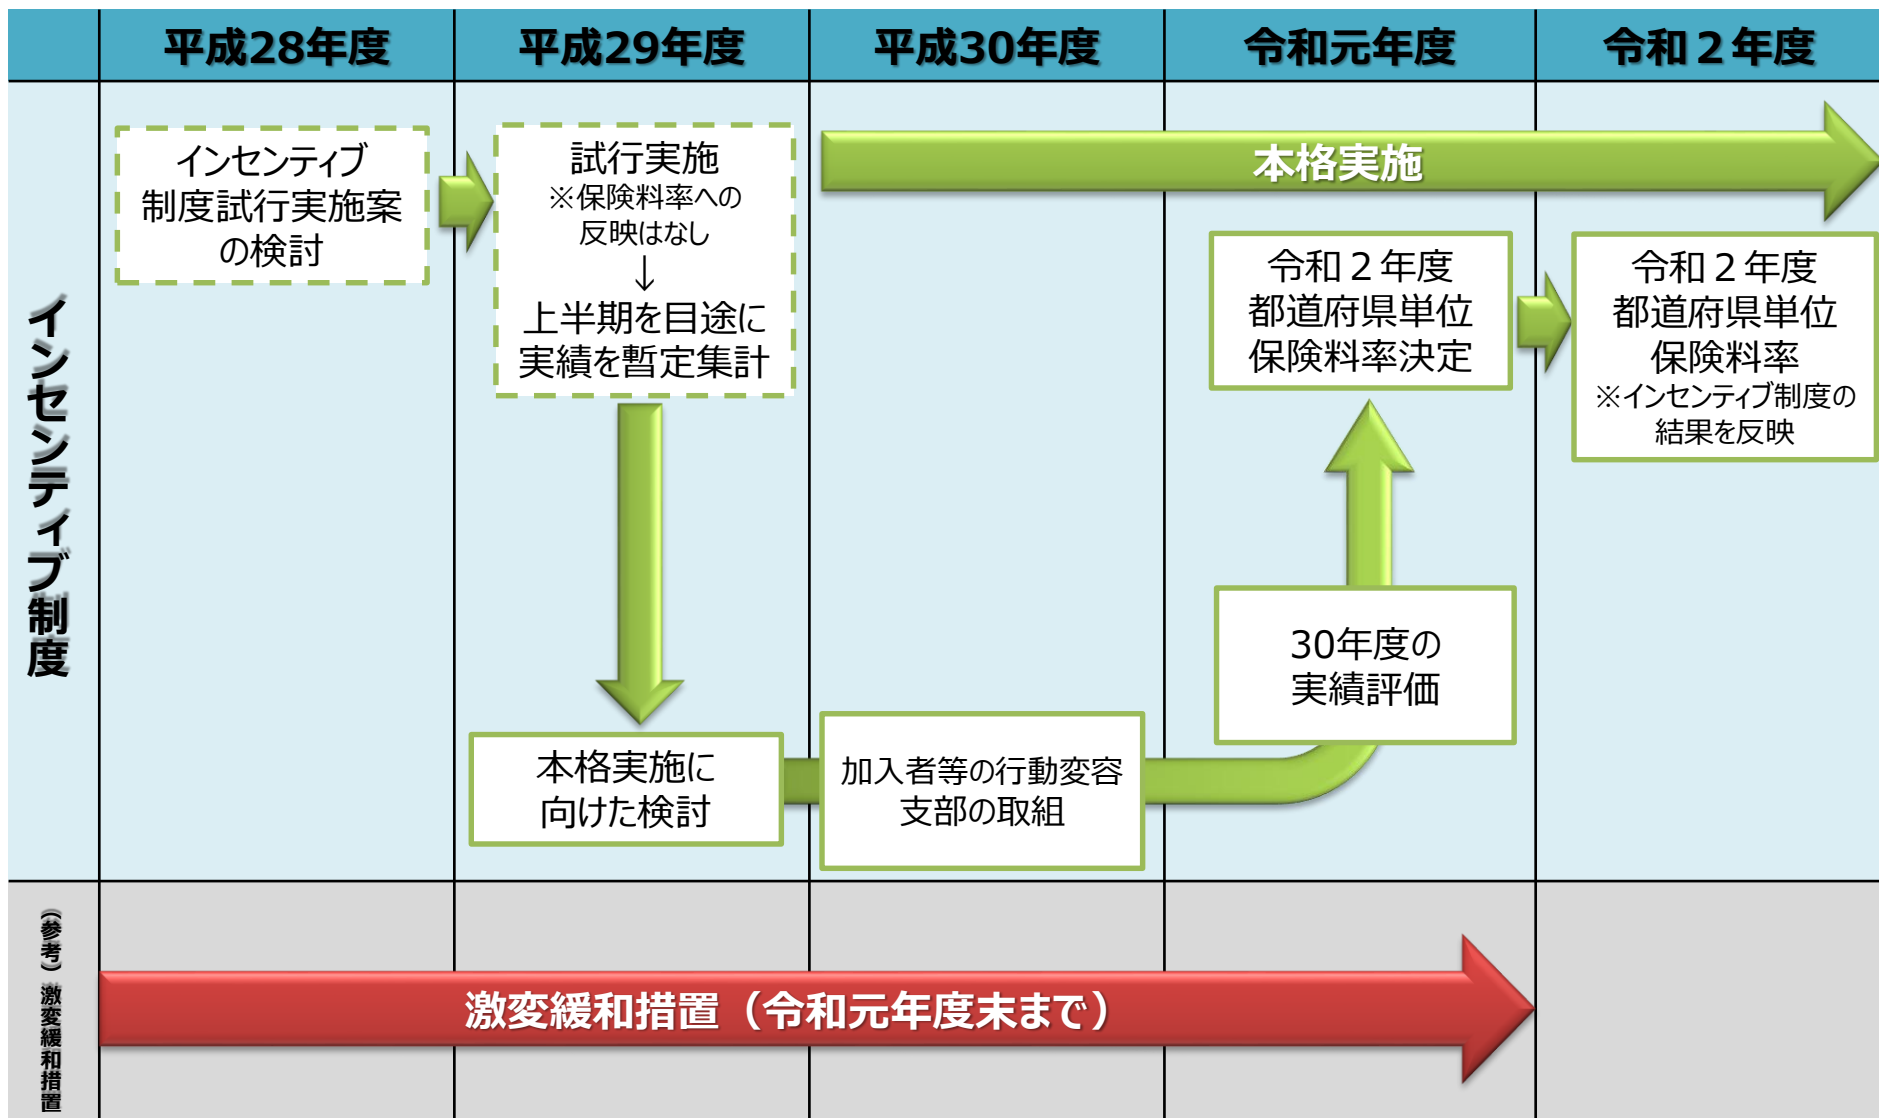 平成28年度
平成29年度
平成30年度
令和元年度
令和２年度
インセンティブ制度
インセンティブ
制度試行実施案
の検討
試行実施
※保険料率への
反映はなし
↓
上半期を目途に
実績を暫定集計
本格実施に
向けた検討
本格実施
加入者等の行動変容
支部の取組
30年度の
実績評価
令和２年度
都道府県単位
保険料率決定
令和２年度
都道府県単位
保険料率
※インセンティブ制度の
結果を反映
（参考）激変緩和措置
激変緩和措置（令和元年度末まで）